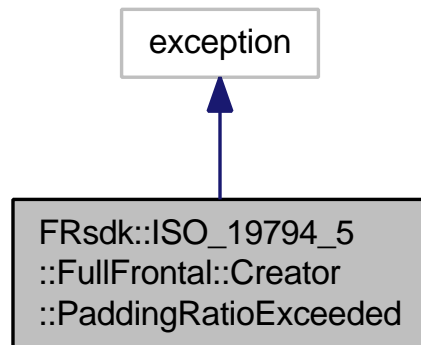 exception
FRsdk::ISO_19794_5
::FullFrontal::Creator
::PaddingRatioExceeded